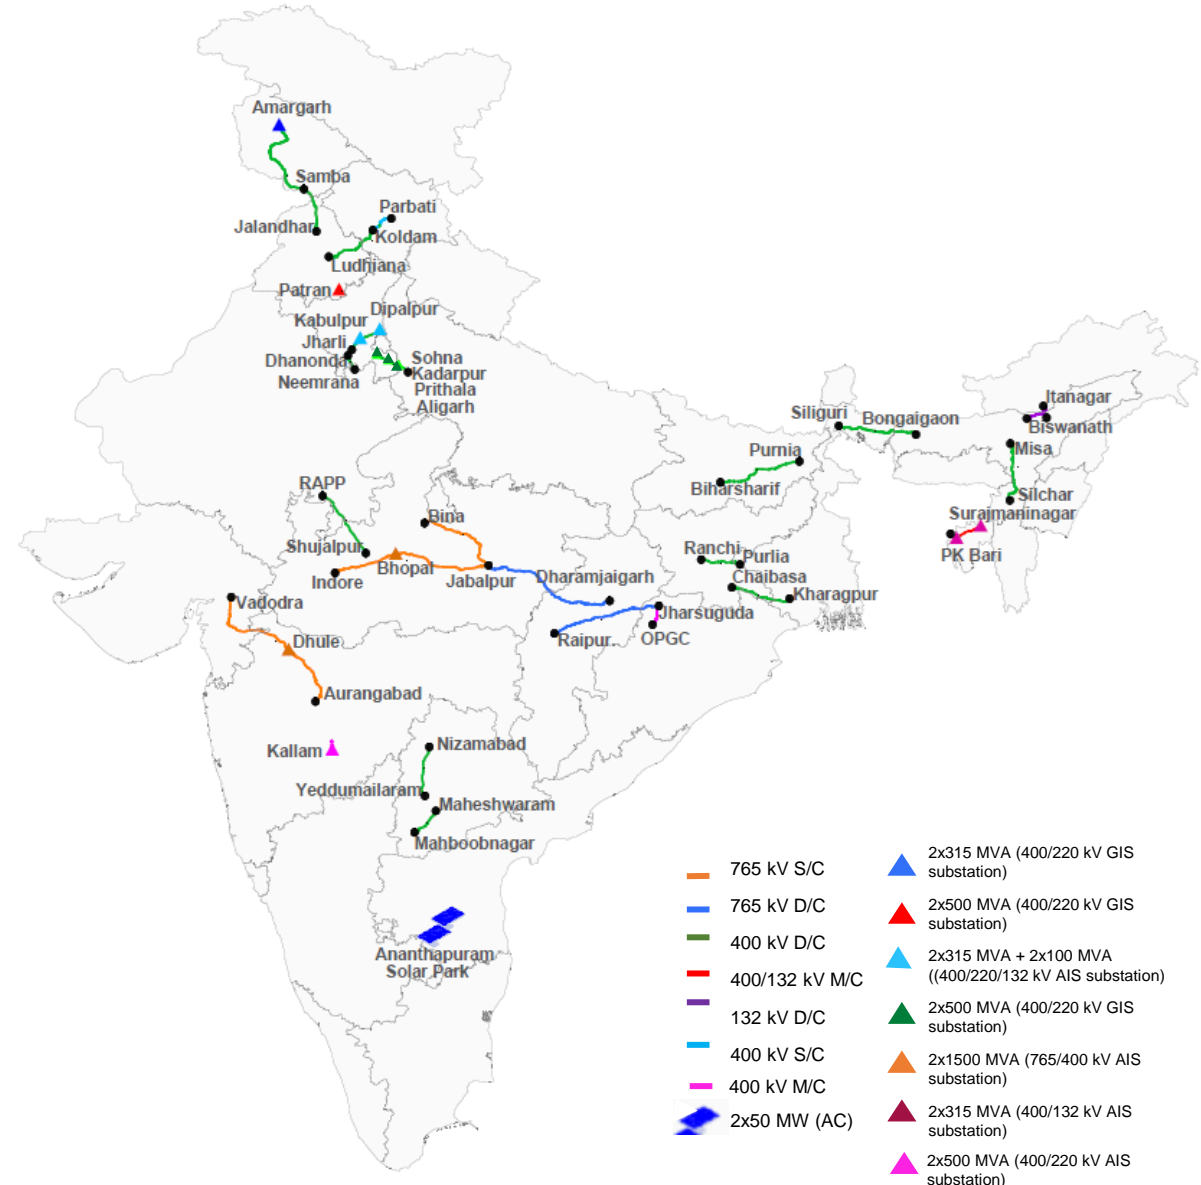 Amargarh
Samba
Parbati
Jalandhar
Koldam
Ludhiana
Patran
Dipalpur
Kabulpur
Jharli
Dhanonda
Sohna
Kadarpur
Neemrana
Prithala
Aligarh
Itanagar
Siliguri
Bongaigaon
Biswanath
Misa
Purnia
RAPP
Biharsharif
Silchar
Surajmaninagar
Bina
Shujalpur
Ranchi
Purlia
PK Bari
Bhopal
Indore
Jabalpur
Dharamjaigarh
Chaibasa
Kharagpur
Vadodra
Jharsuguda
Dhule
Raipur..
OPGC
Aurangabad
Kallam
Nizamabad
Yeddumailaram
Maheshwaram
Mahboobnagar
Ananthapuram
Solar Park
765 kV S/C
765 kV D/C
400 kV D/C
400/132 kV M/C
132 kV D/C
400 kV S/C
400 kV M/C
2x50 MW (AC)
2x315 MVA (400/220 kV GIS
substation)
2x500 MVA (400/220 kV GIS
substation)
2x315 MVA + 2x100 MVA
((400/220/132 kV AIS substation)
2x500 MVA (400/220 kV GIS
substation)
2x1500 MVA (765/400 kV AIS
substation)
2x315 MVA (400/132 kV AIS
substation)
2x500 MVA (400/220 kV AIS
substation)